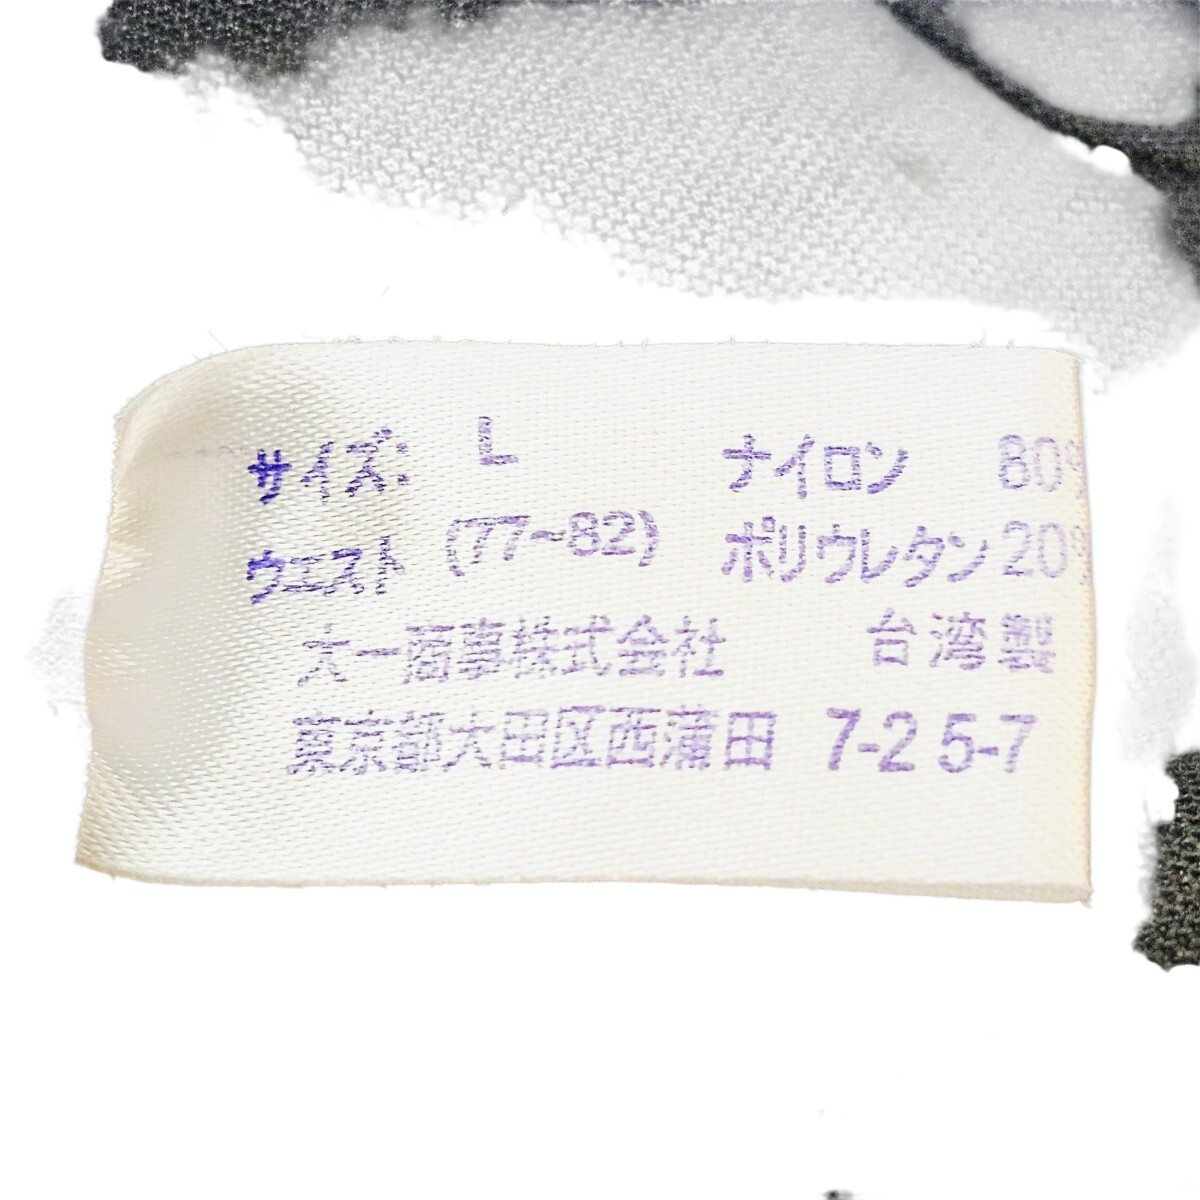 サイズ: L ナイロン 80%
ウエスト (77~82) ポリウレタン 20%
大一商事株式会社 台湾製
東京都大田区西蒲田 7-25-7